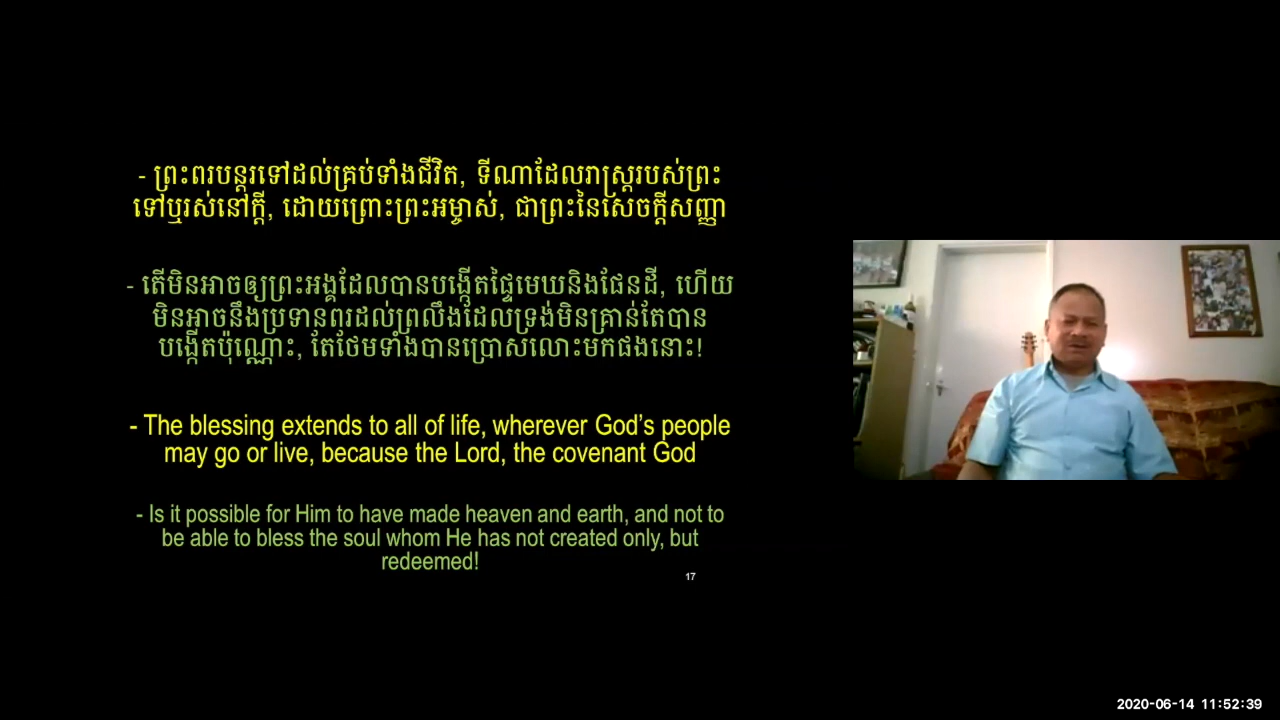 - ព្រះពរបន្តរទៅដល់គ្រប់ទាំងជីវិត, ទីណាដែលរាស្ត្ររបស់ព្រះ
ទៅឬរស់នៅក្តី, ដោយព្រោះព្រះអម្ចាស់, ជាព្រះនៃសេចក្តីសញ្ញា
- តើមិនអាចឲ្យព្រះអង្គដែលបានបង្កើតផ្ទៃមេឃនិងផែនដី, ហើយ
មិនអាចនឹងប្រទានពរដល់ព្រលឹងដែលទ្រង់មិនគ្រាន់តែបាន
បង្កើតប៉ុណ្ណោះ, តែថែមទាំងបានប្រោសលោះមកផងនោះ!
- The blessing extends to all of life, wherever God’s people
may go or live, because the Lord, the covenant God
- Is it possible for Him to have made heaven and earth, and not to
be able to bless the soul whom He has not created only, but
redeemed!
17
2020-06-14 11:52:39